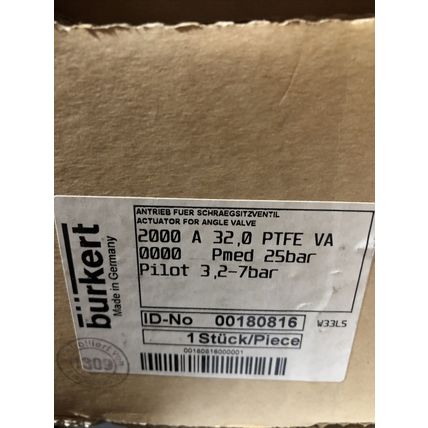 bürkert
Made in Germany
ANTRIEB FUER SCHRAEGSITZVENTIL
ACTUATOR FOR ANGLE VALVE
2000 A 32,0 PTFE VA
0000 Pmed 25bar
Pilot 3,2-7bar
ID-No 00180816
W33LS
1 Stück/Piece
00180816000001
309